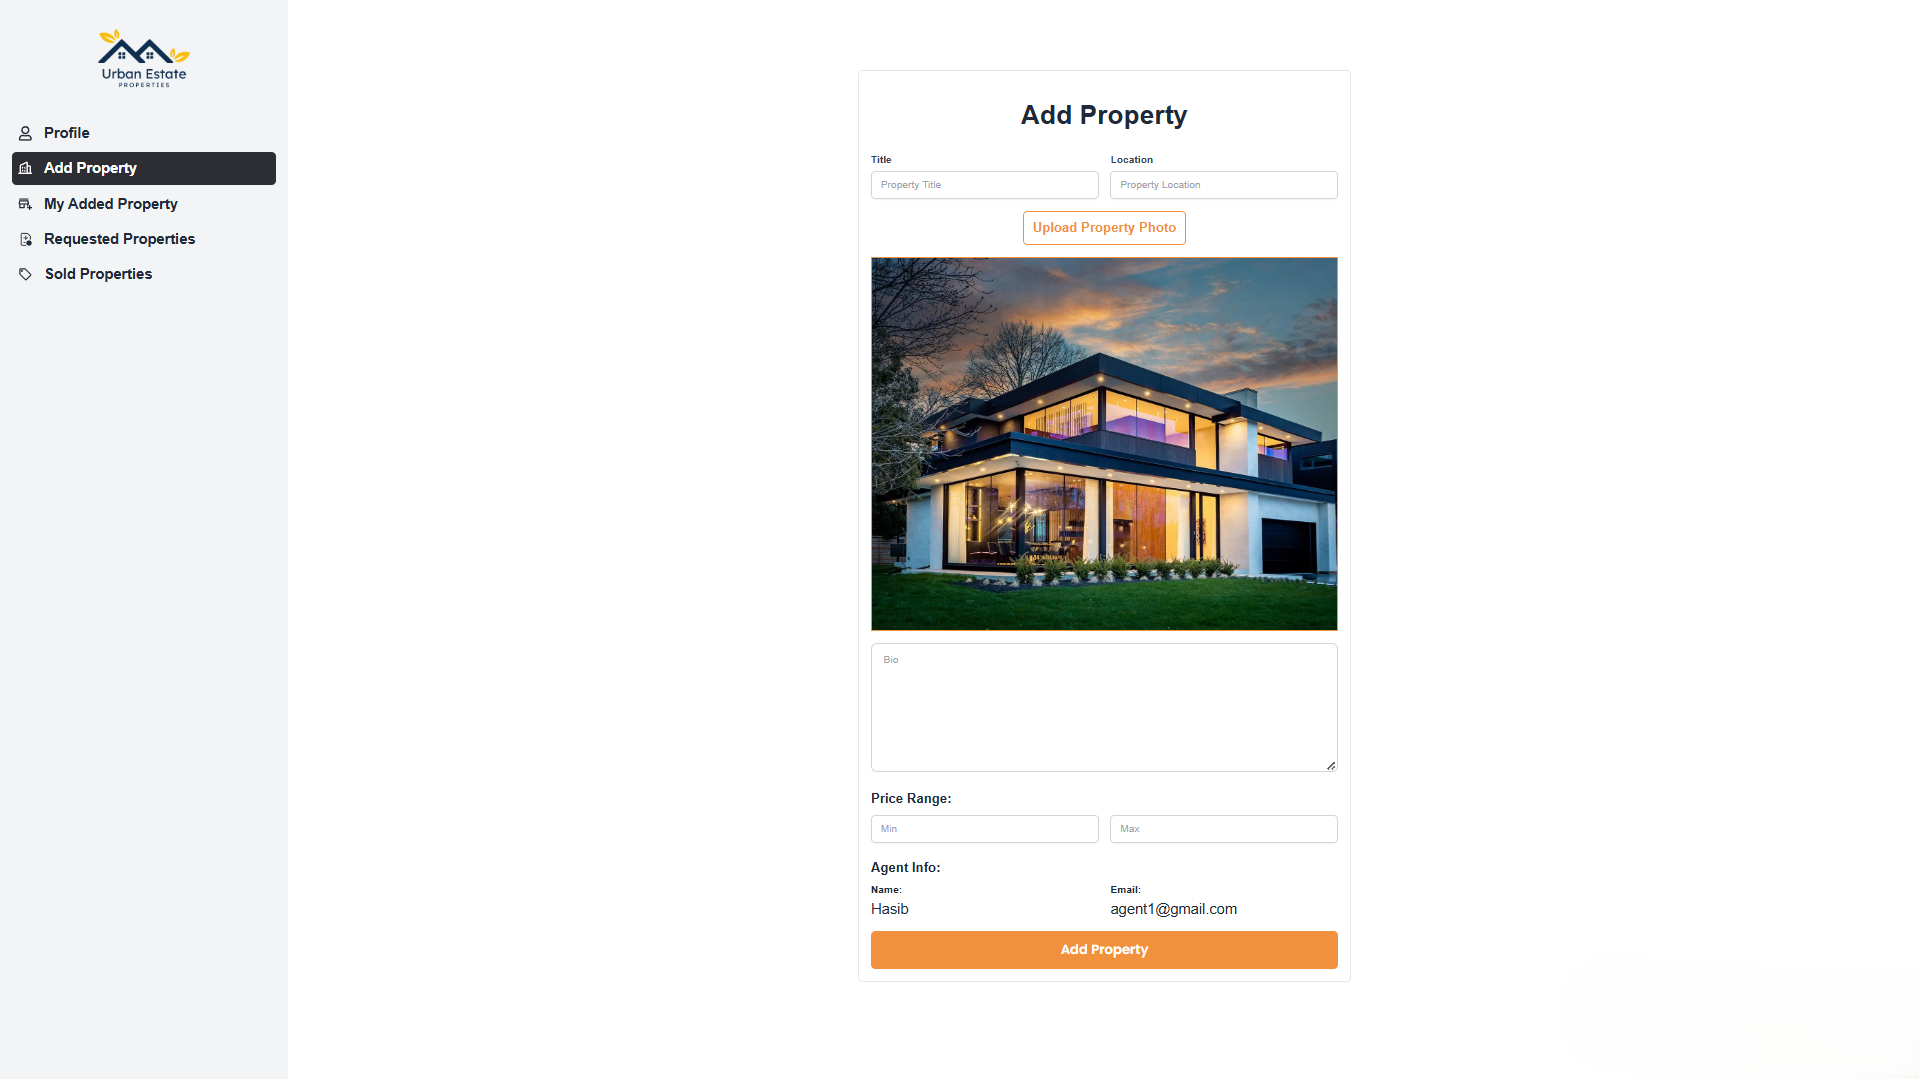 Urban Estate
PROPERTIES
Profile
Add Property
My Added Property
Requested Properties
Sold Properties
Add Property
Title
Location
Property Title
Property Location
Upload Property Photo
Bio
Price Range:
Min
Max
Agent Info:
Name:
Email:
Hasib
agent1@gmail.com
Add Property